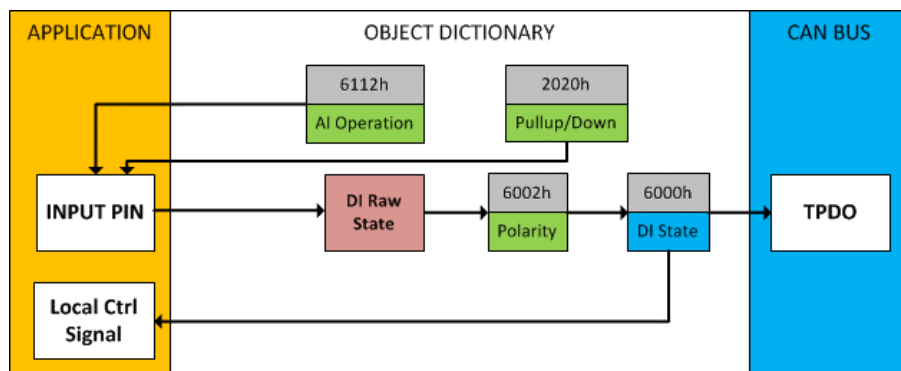 APPLICATION
OBJECT DICTIONARY
CAN BUS
6112h
AI Operation
2020h
Pullup/Down
INPUT PIN
DI Raw
State
6002h
Polarity
6000h
DI State
TPDO
Local Ctrl
Signal